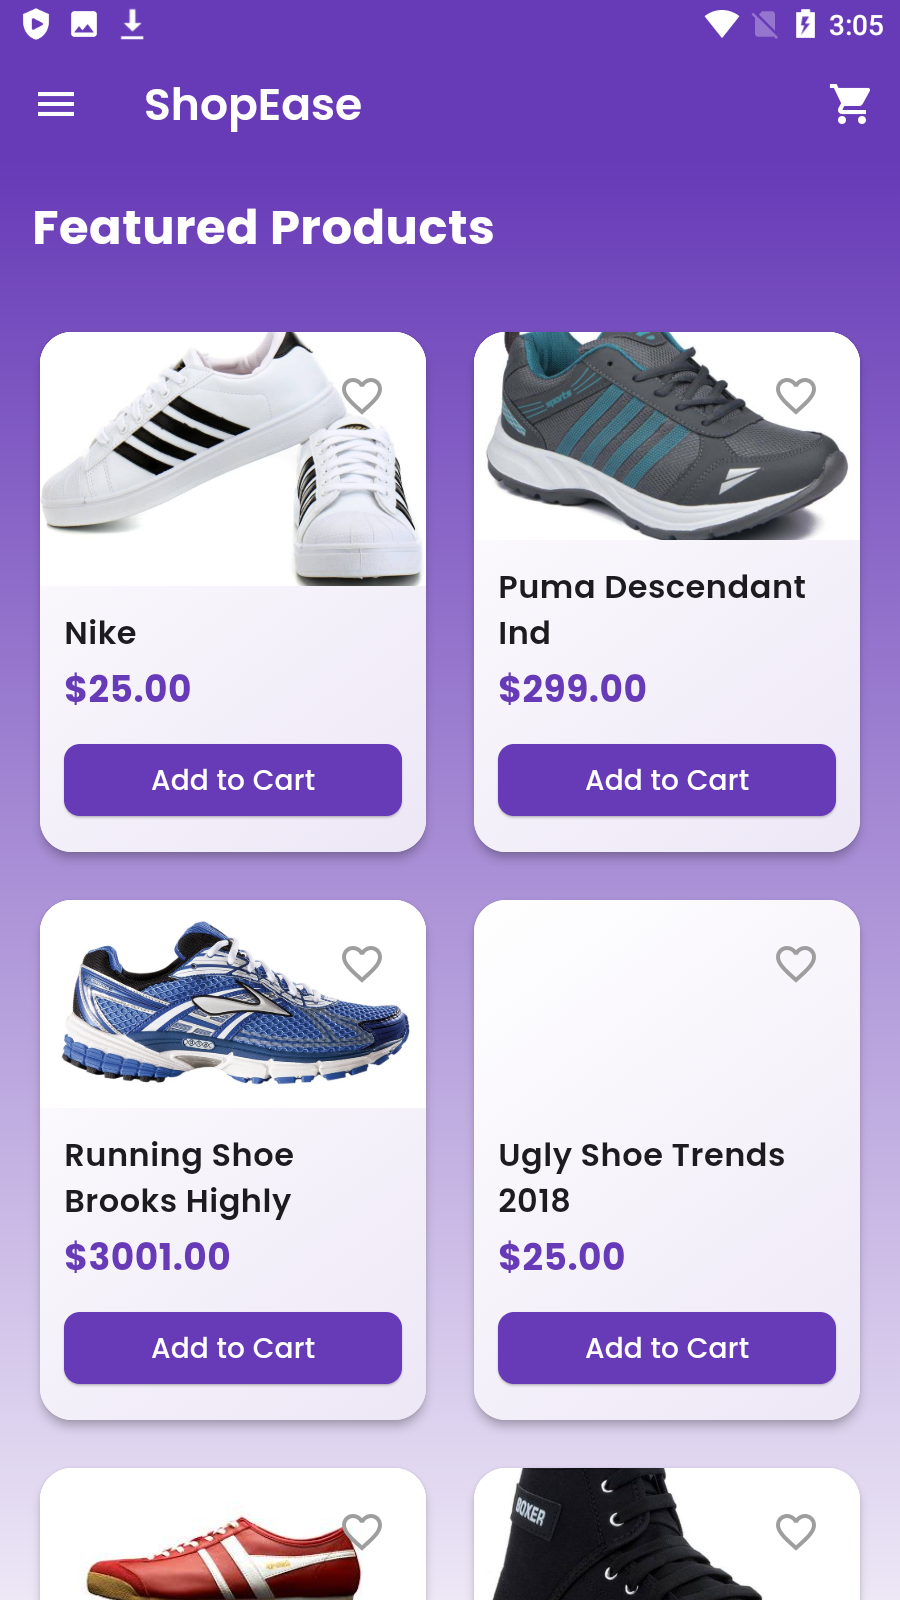 3:05
ShopEase
Featured Products
sports
Nike
$25.00
Add to Cart
Puma Descendant
Ind
$299.00
Add to Cart
Running Shoe
Brooks Highly
$3001.00
Add to Cart
Ugly Shoe Trends
2018
$25.00
Add to Cart
BOXER